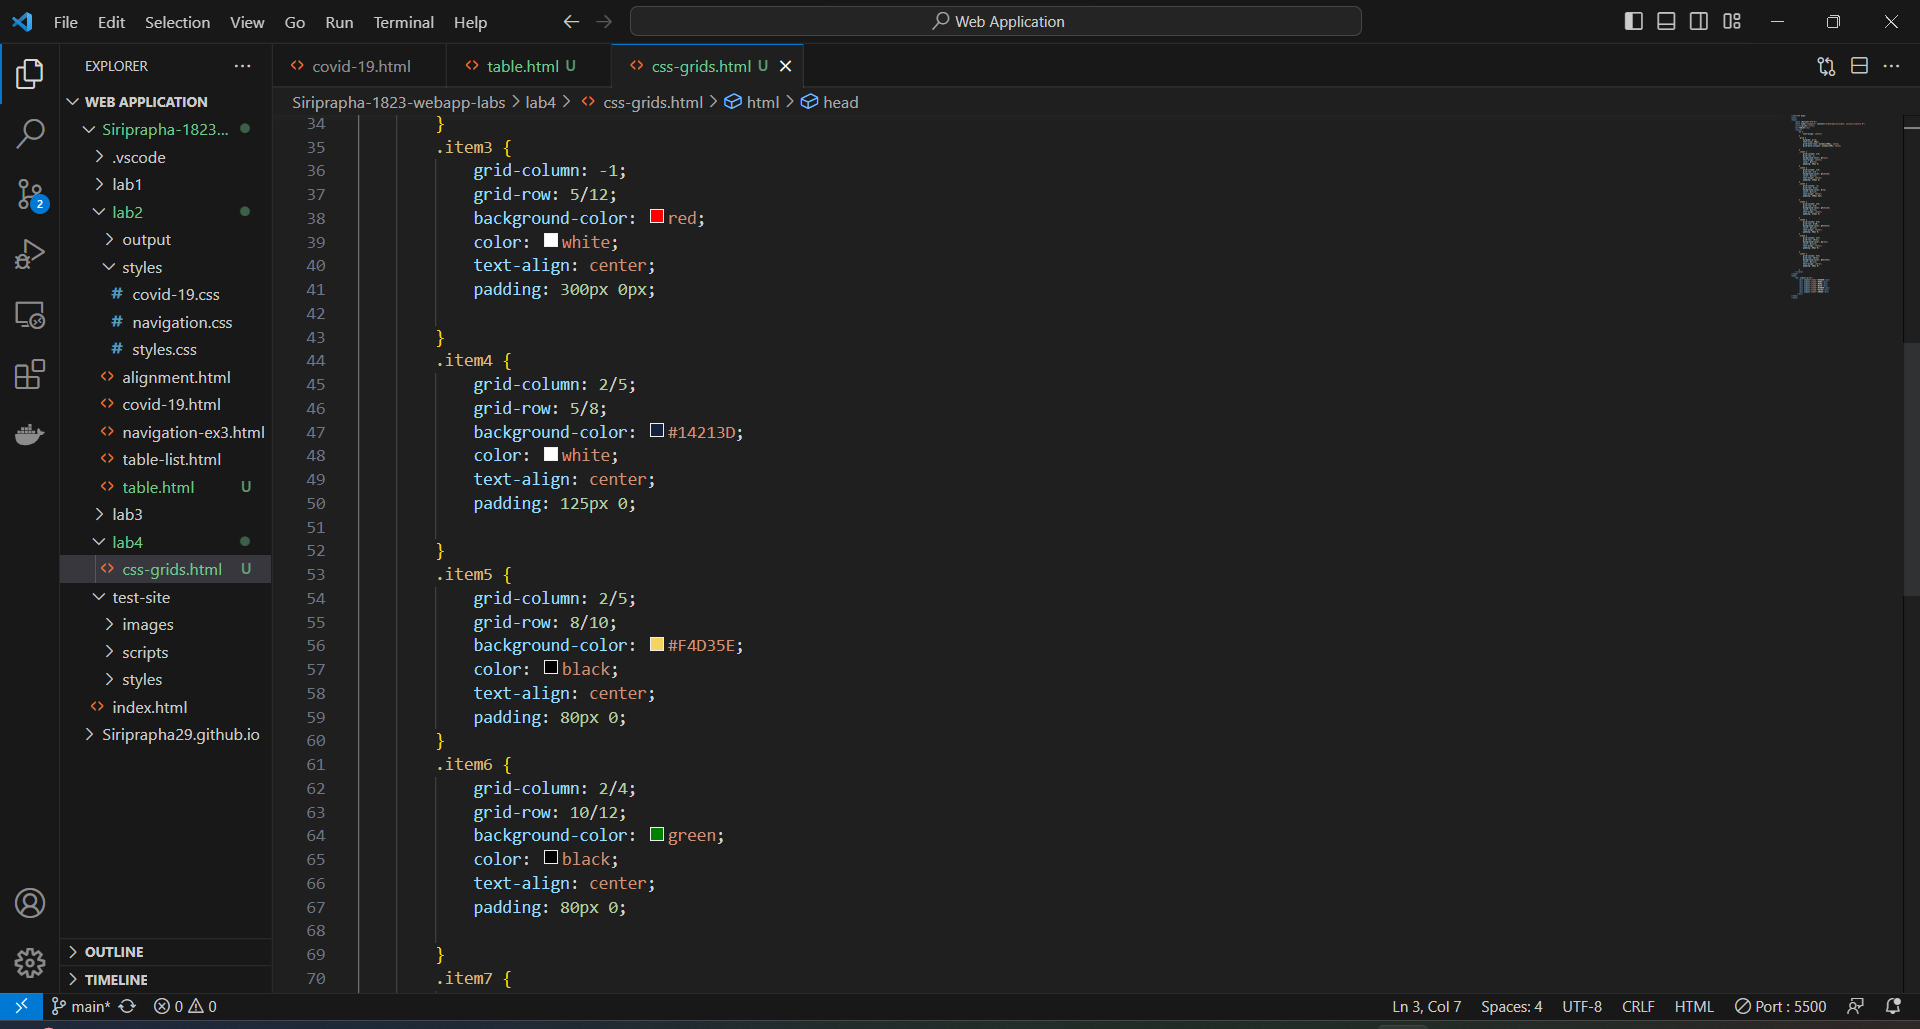 File Edit Selection View Go Run Terminal Help
Web Application
EXPLORER
covid-19.html
table.html U
css-grids.html U
WEB APPLICATION
Siriprapha-1823-webapp-labs > lab4 > css-grids.html > html > head
Siriprapha-1823...
.vscode
lab1
lab2
output
styles
# covid-19.css
# navigation.css
# styles.css
alignment.html
covid-19.html
navigation-ex3.html
table-list.html
table.html U
lab3
lab4
css-grids.html U
test-site
images
scripts
styles
index.html
Siriprapha29.github.io
OUTLINE
TIMELINE
34 }
35 .item3 {
36 grid-column: -1;
37 grid-row: 5/12;
38 background-color: red;
39 color: white;
40 text-align: center;
41 padding: 300px 0px;
42
43 }
44 .item4 {
45 grid-column: 2/5;
46 grid-row: 5/8;
47 background-color: #14213D;
48 color: white;
49 text-align: center;
50 padding: 125px 0;
51
52 }
53 .item5 {
54 grid-column: 2/5;
55 grid-row: 8/10;
56 background-color: #F4D35E;
57 color: black;
58 text-align: center;
59 padding: 80px 0;
60 }
61 .item6 {
62 grid-column: 2/4;
63 grid-row: 10/12;
64 background-color: green;
65 color: black;
66 text-align: center;
67 padding: 80px 0;
68
69 }
70 .item7 {
2
main* 0 0
Ln 3, Col 7 Spaces: 4 UTF-8 CRLF HTML Port : 5500